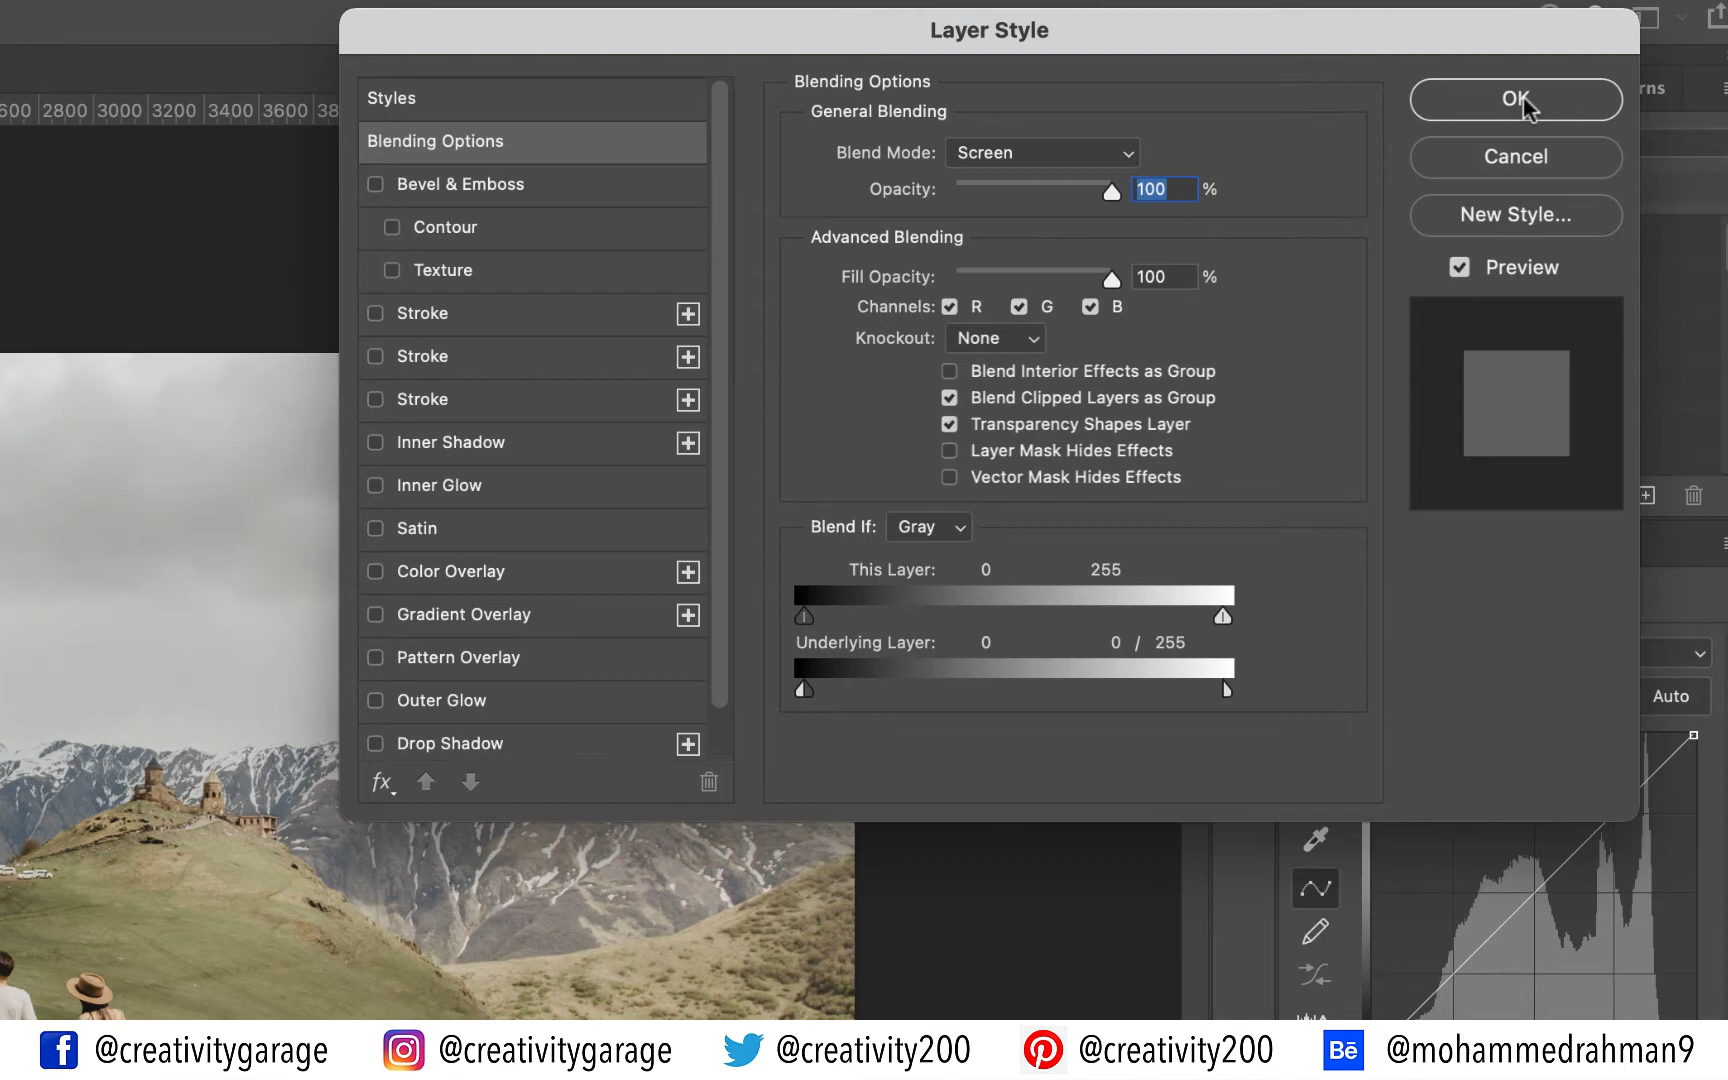 Layer Style
600 2800 3000 3200 3400 3600 38
Styles
Blending Options
Bevel & Emboss
Contour
Texture
Stroke
Stroke
Stroke
Inner Shadow
Inner Glow
Satin
Color Overlay
Gradient Overlay
Pattern Overlay
Outer Glow
Drop Shadow
fx
Blending Options
General Blending
Blend Mode: Screen
Opacity: 100 %
Advanced Blending
Fill Opacity: 100 %
Channels: R G B
Knockout: None
Blend Interior Effects as Group
Blend Clipped Layers as Group
Transparency Shapes Layer
Layer Mask Hides Effects
Vector Mask Hides Effects
Blend If: Gray
This Layer: 0 255
Underlying Layer: 0 0 / 255
OK
Cancel
New Style...
Preview
rns
Auto
@creativitygarage @creativitygarage @creativity200 @creativity200 Bē @mohammedrahman9